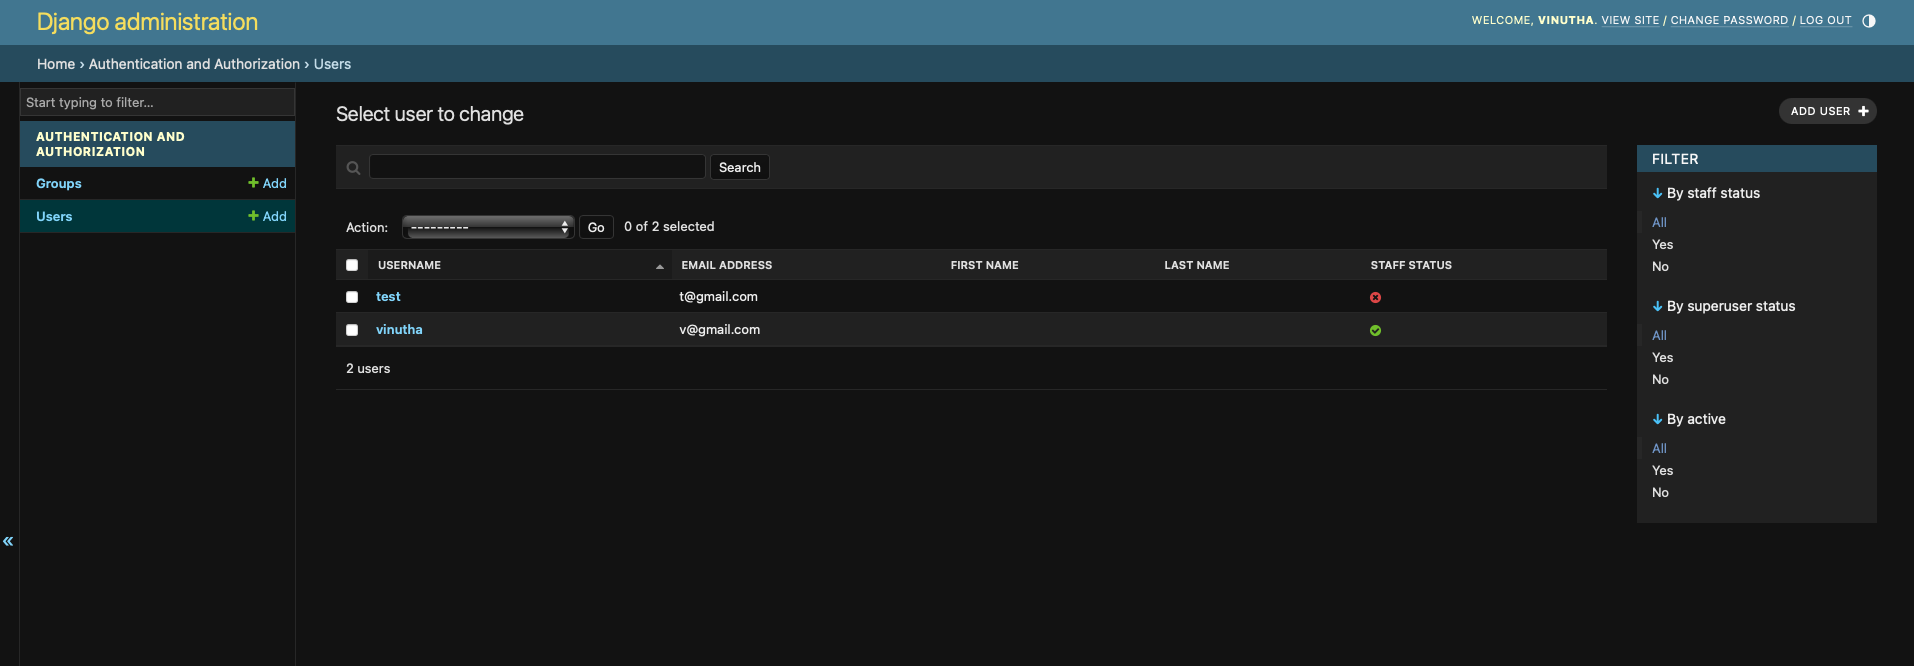 Django administration
WELCOME, VINUTHA. VIEW SITE / CHANGE PASSWORD / LOG OUT
Home › Authentication and Authorization › Users
Start typing to filter...
AUTHENTICATION AND
AUTHORIZATION
Groups + Add
Users + Add
«
Select user to change
ADD USER +
Search
Action: --------- Go 0 of 2 selected
USERNAME EMAIL ADDRESS FIRST NAME LAST NAME STAFF STATUS
test t@gmail.com
vinutha v@gmail.com
2 users
FILTER
↓ By staff status
All
Yes
No
↓ By superuser status
All
Yes
No
↓ By active
All
Yes
No